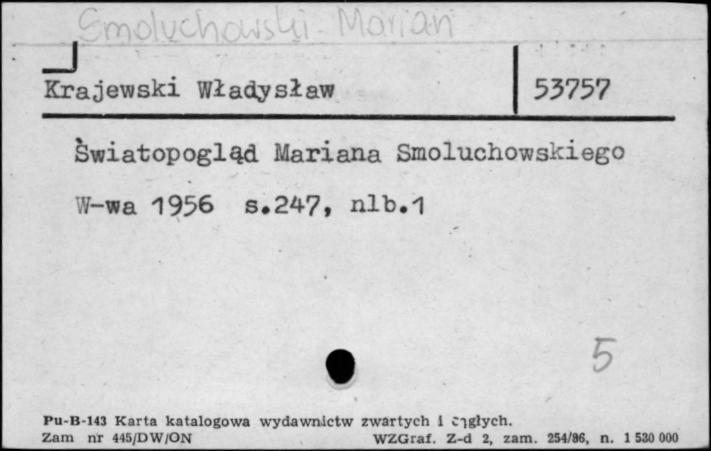 Smoluchowski Marian
Krajewski Władysław 53757
Światopogląd Mariana Smoluchowskiego
W-wa 1956 s.247, nlb.1
5
Pu-B-143 Karta katalogowa wydawnictw zwartych i ciągłych.
Zam nr 445/DW/ON WZGraf. Z-d 2, zam. 254/86, n. 1 530 000